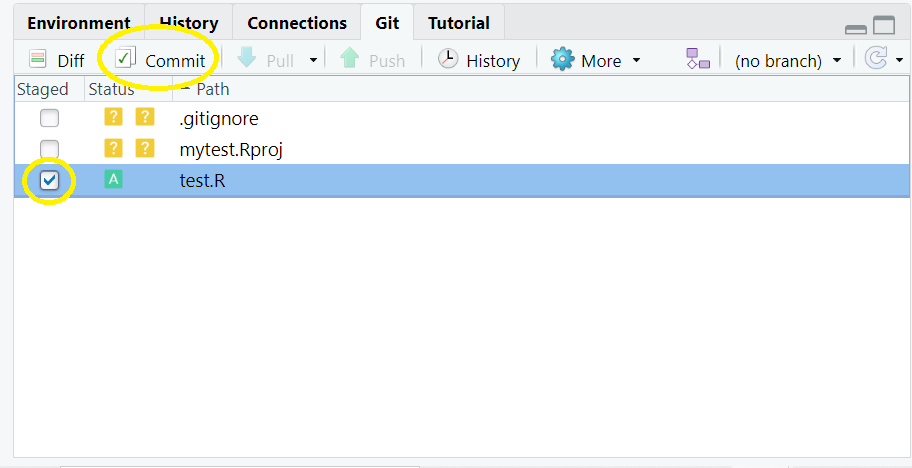 Environment History Connections Git Tutorial
Diff Commit Pull Push History More (no branch)
Staged Status Path
? ? .gitignore
? ? mytest.Rproj
A test.R